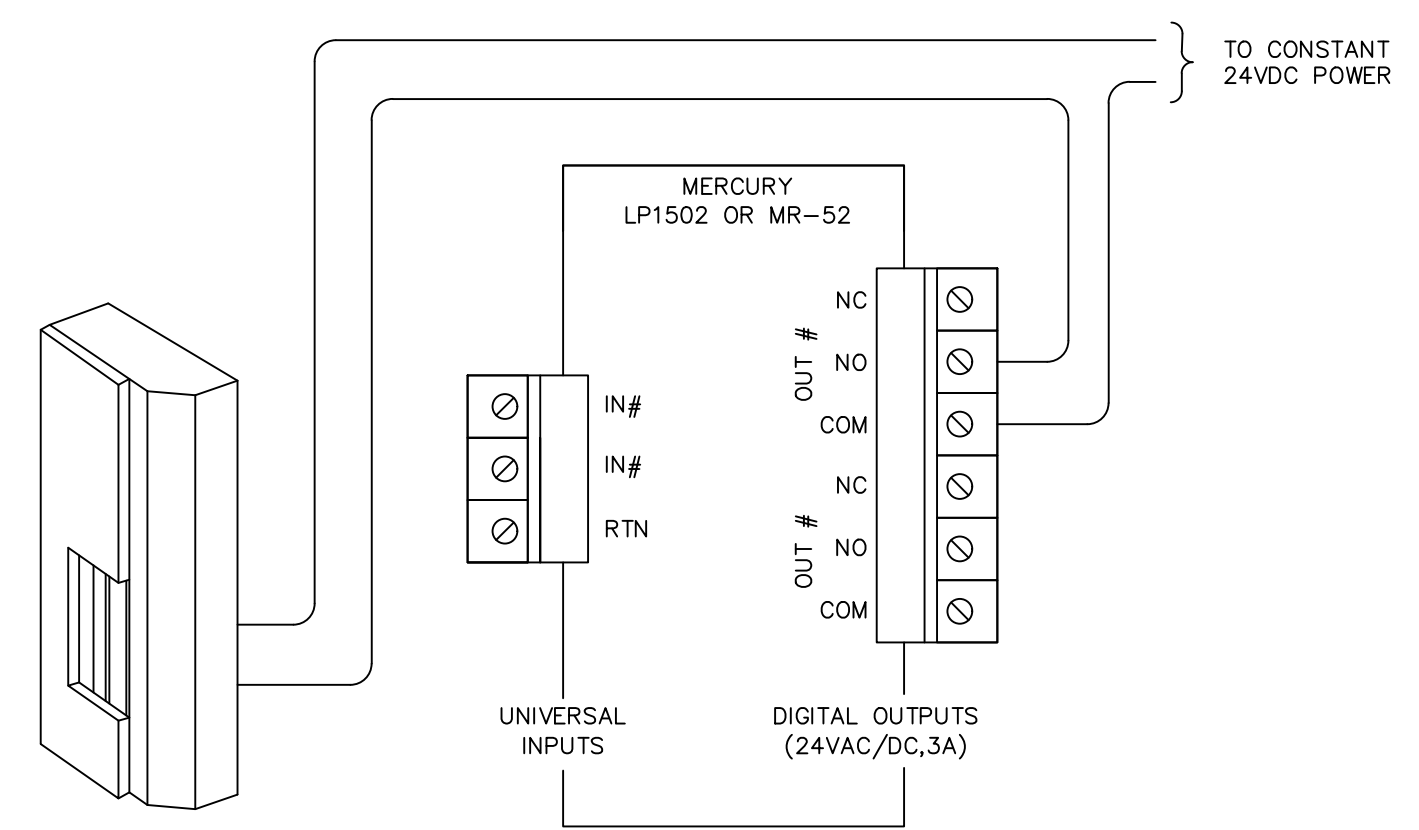 TO CONSTANT
24VDC POWER
MERCURY
LP1502 OR MR-52
NC
OUT #
NO
COM
NC
OUT #
NO
COM
IN#
IN#
RTN
UNIVERSAL
INPUTS
DIGITAL OUTPUTS
(24VAC/DC,3A)